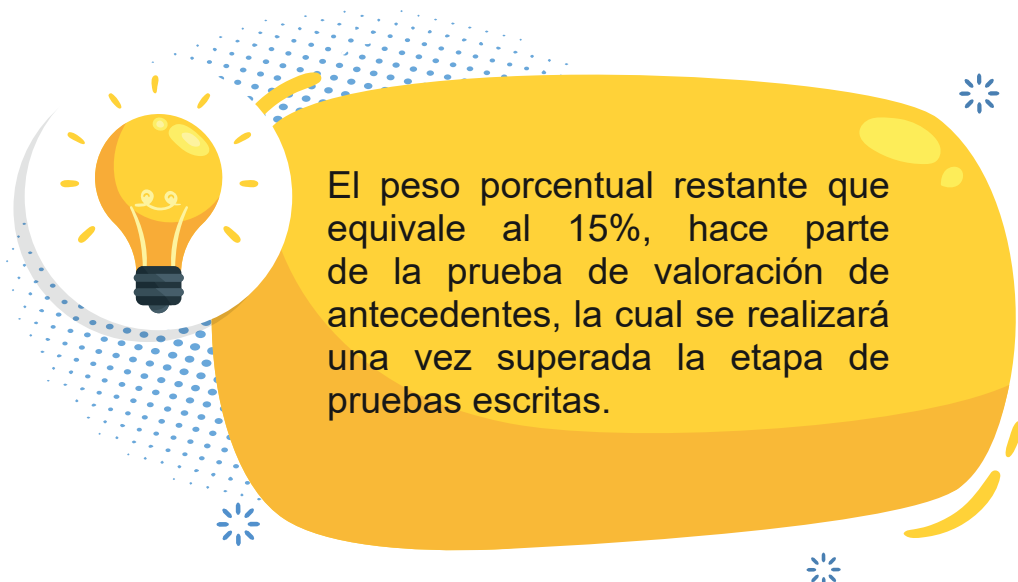 El peso porcentual restante que
equivale al 15%, hace parte
de la prueba de valoración de
antecedentes, la cual se realizará
una vez superada la etapa de
pruebas escritas.